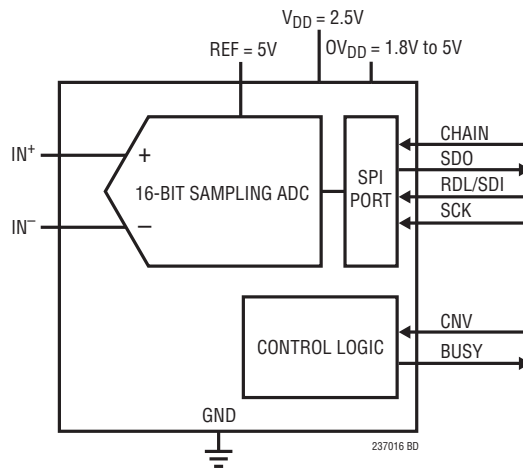 V_DD = 2.5V
REF = 5V
OV_DD = 1.8V to 5V
IN⁺
+
16-BIT SAMPLING ADC
IN⁻
–
SPI
PORT
CHAIN
SDO
RDL/SDI
SCK
CONTROL LOGIC
CNV
BUSY
GND
237016 BD